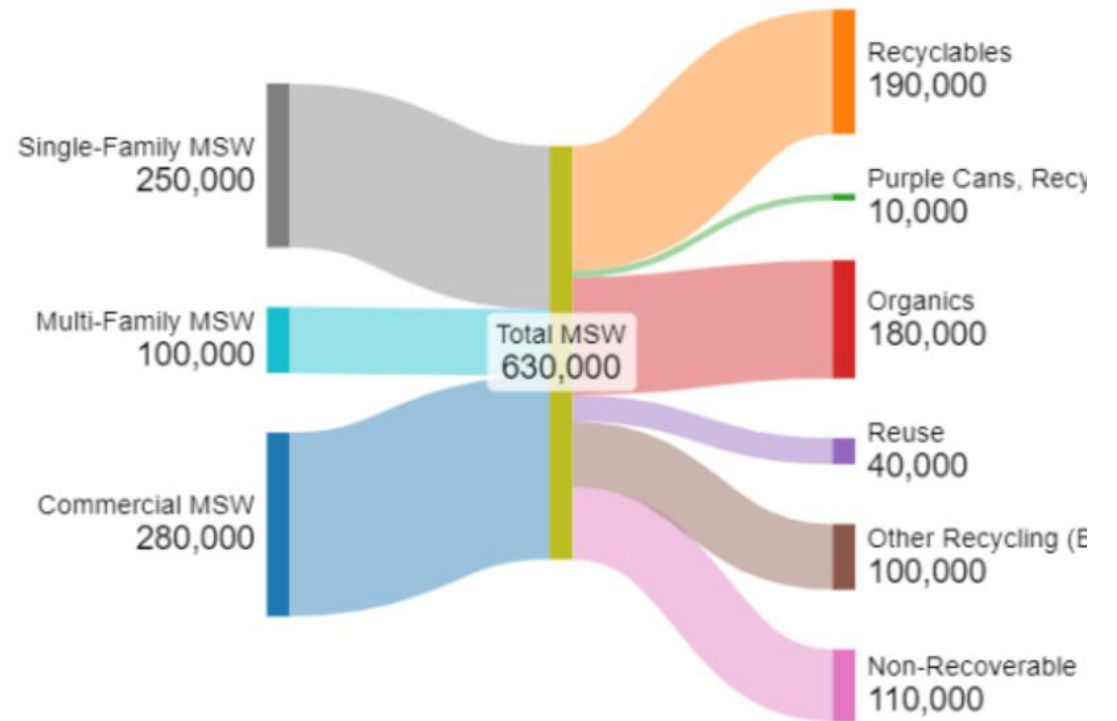 Single-Family MSW
250,000
Multi-Family MSW
100,000
Commercial MSW
280,000
Total MSW
630,000
Recyclables
190,000
Purple Cans, Recy
10,000
Organics
180,000
Reuse
40,000
Other Recycling (E
100,000
Non-Recoverable
110,000